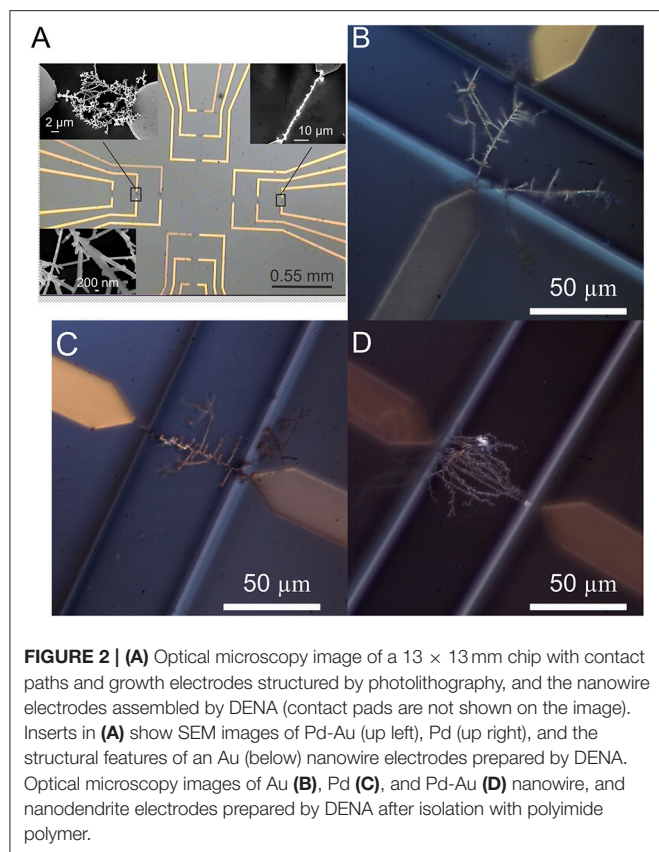 A
2 μm
10 μm
200 nm
0.55 mm
B
50 μm
C
50 μm
D
50 μm
FIGURE 2 | (A) Optical microscopy image of a 13 × 13 mm chip with contact
paths and growth electrodes structured by photolithography, and the nanowire
electrodes assembled by DENA (contact pads are not shown on the image).
Inserts in (A) show SEM images of Pd-Au (up left), Pd (up right), and the
structural features of an Au (below) nanowire electrodes prepared by DENA.
Optical microscopy images of Au (B), Pd (C), and Pd-Au (D) nanowire, and
nanodendrite electrodes prepared by DENA after isolation with polyimide
polymer.